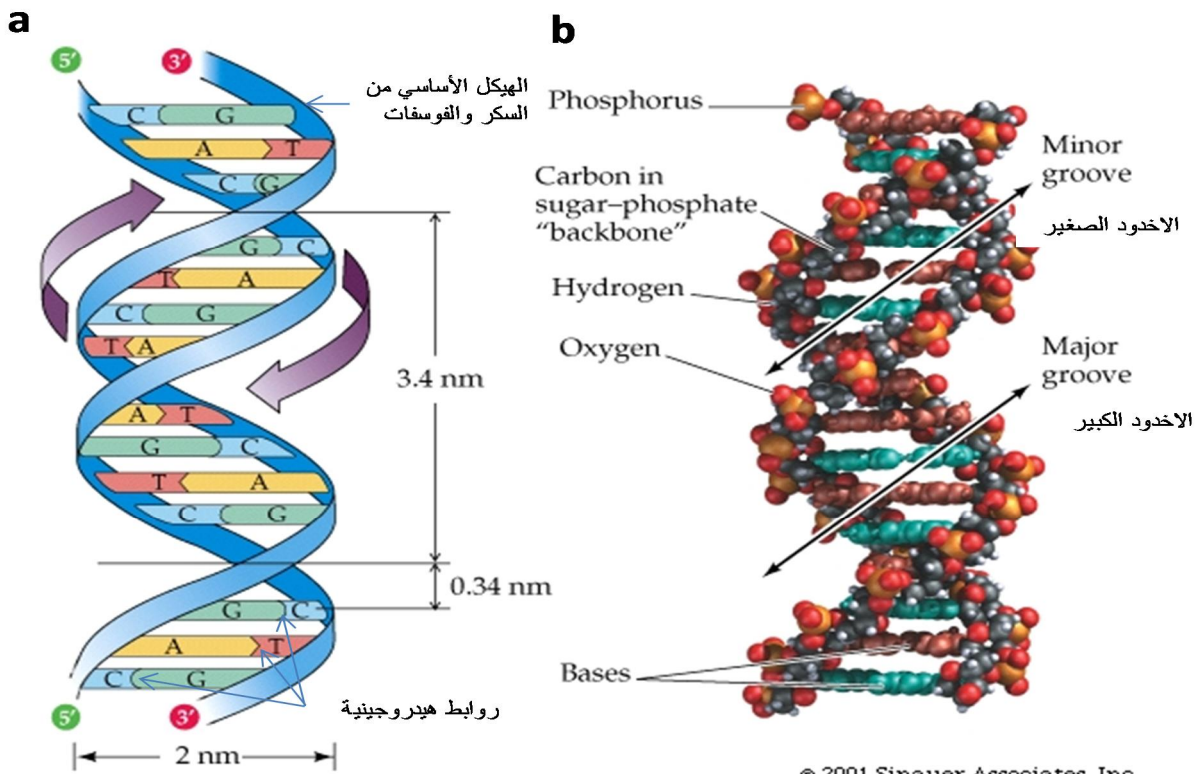 a
5′
3′
الهيكل الأساسي من
السكر والفوسفات
C G
A T
C G
G C
T A
C G
T A
3.4 nm
A T
G C
T A
C G
0.34 nm
G C
A T
C G
روابط هيدروجينية
5′
3′
2 nm
b
Phosphorus
Carbon in
sugar–phosphate
“backbone”
Hydrogen
Oxygen
Bases
Minor
groove
الاخدود الصغير
Major
groove
الاخدود الكبير
© 2001 Sinauer Associates, Inc.